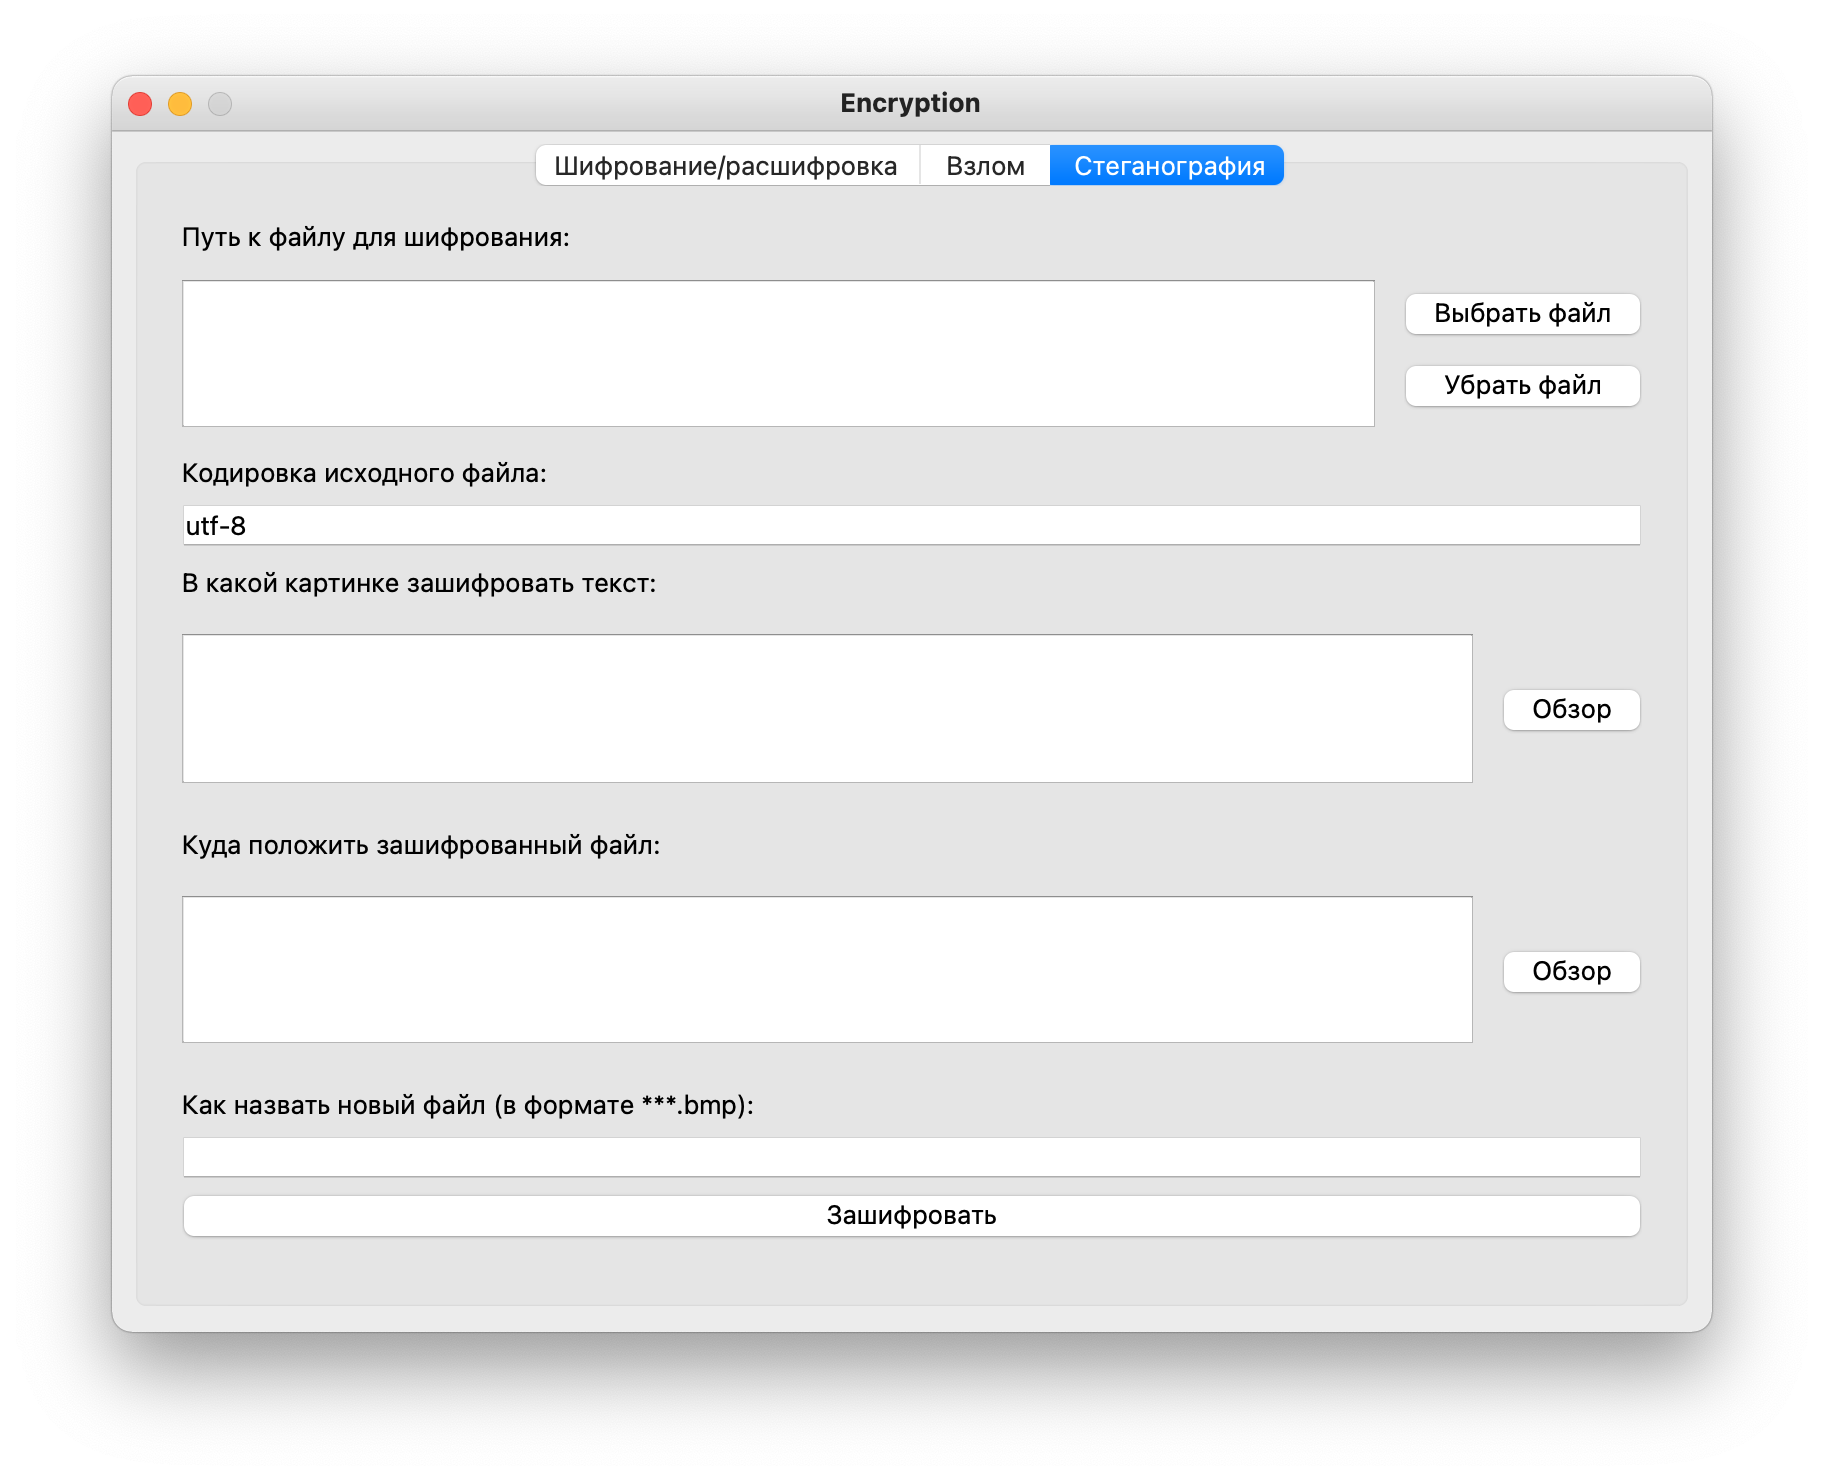 Encryption
Шифрование/расшифровка Взлом Стеганография
Путь к файлу для шифрования:
Выбрать файл
Убрать файл
Кодировка исходного файла:
utf-8
В какой картинке зашифровать текст:
Обзор
Куда положить зашифрованный файл:
Обзор
Как назвать новый файл (в формате ***.bmp):
Зашифровать